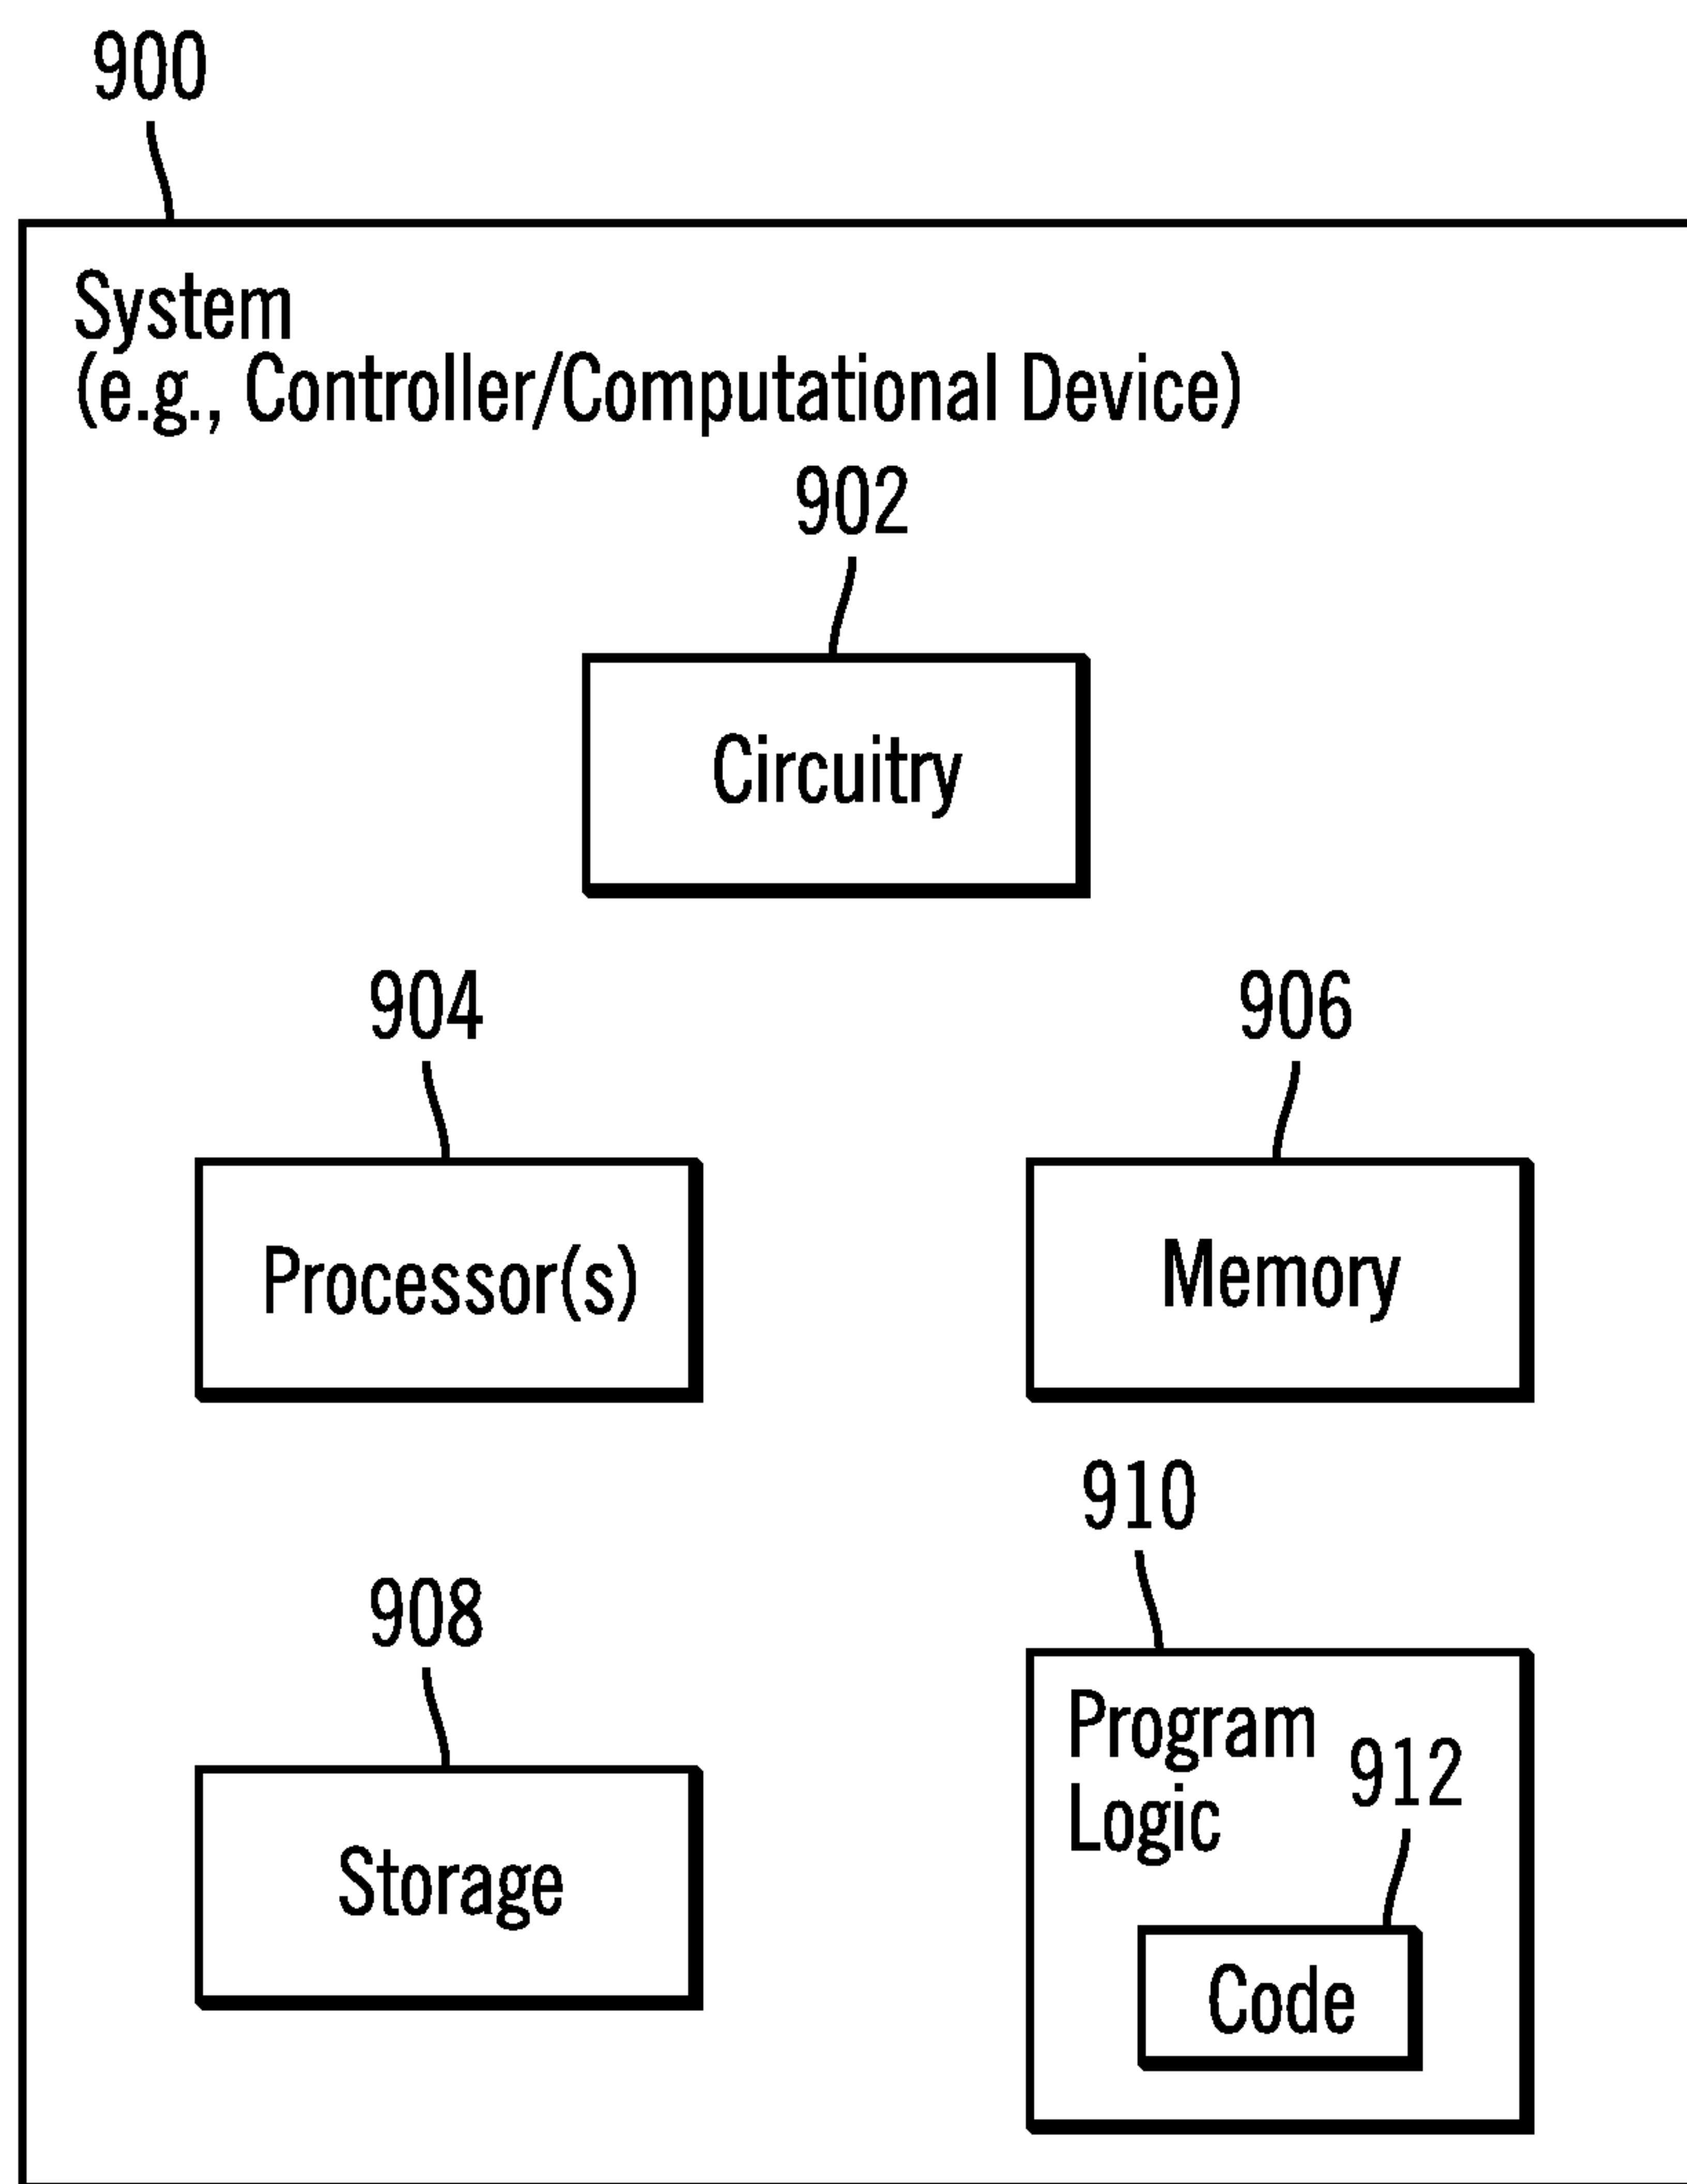 900
System
(e.g., Controller/Computational Device)
902
Circuitry
904
906
Processor(s)
Memory
910
908
Program
Logic
912
Storage
Code